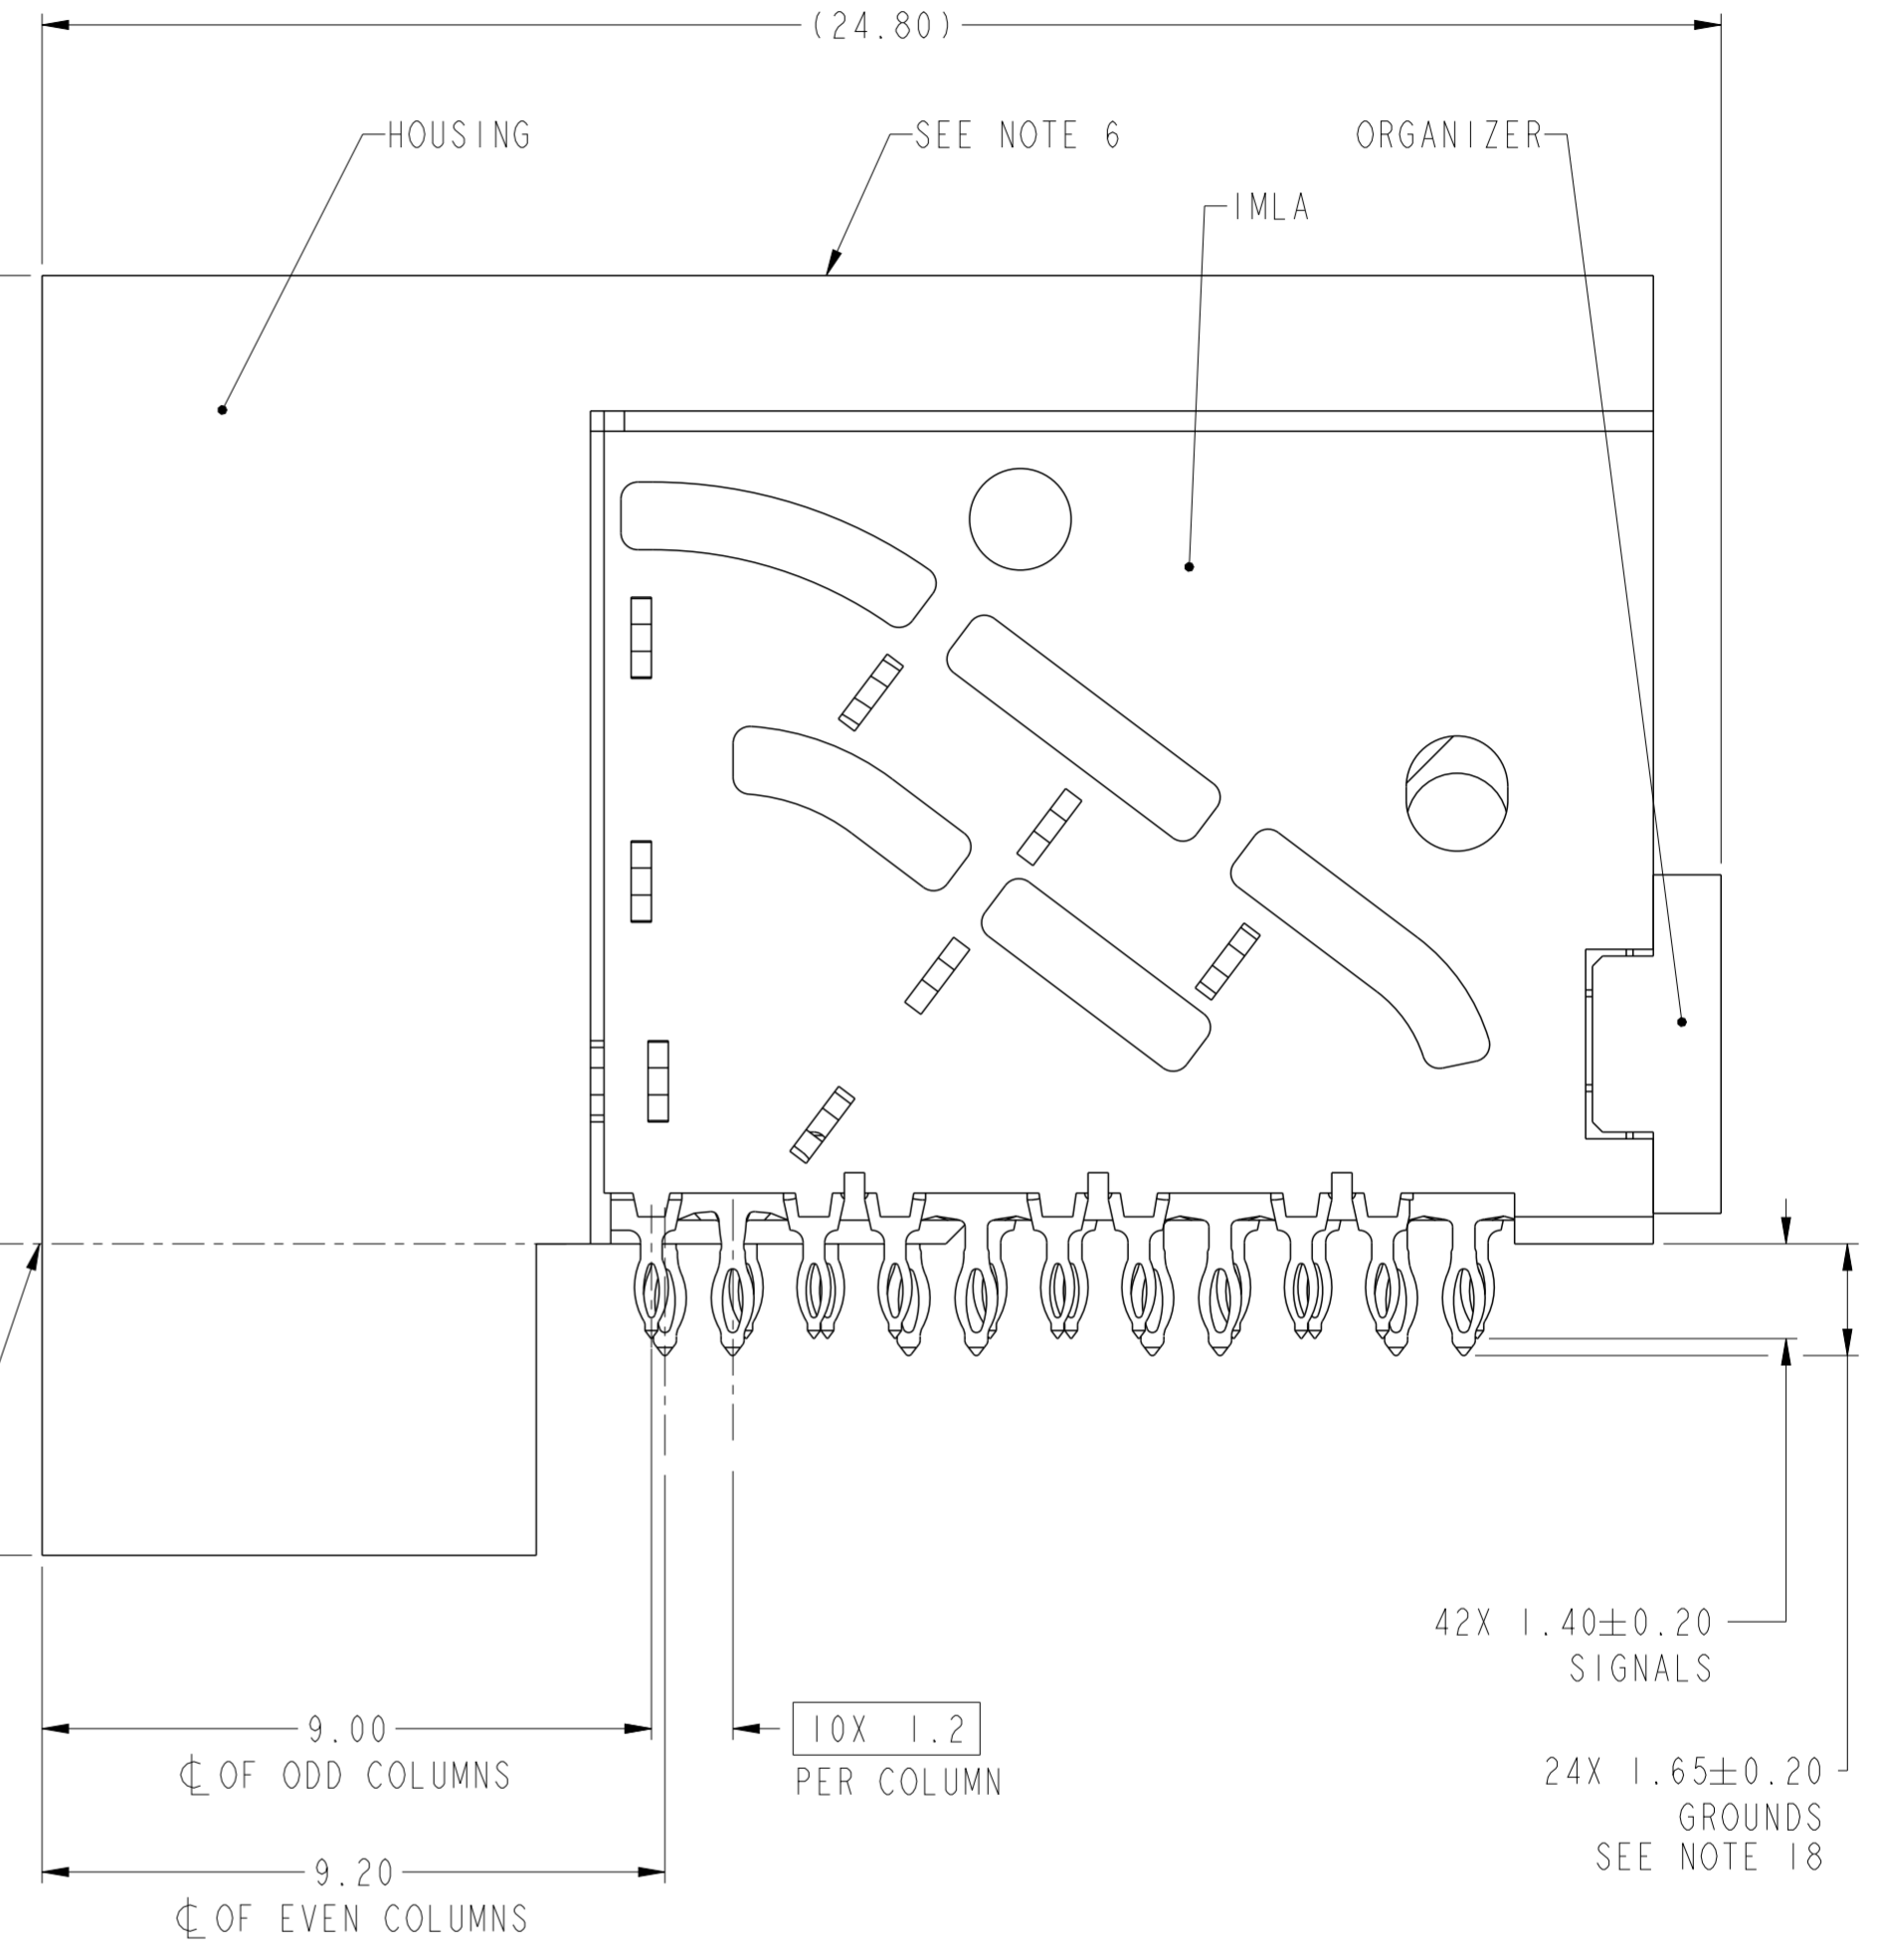 (24.80)
HOUSING
SEE NOTE 6
ORGANIZER
IMLA
42X 1.40±0.20
SIGNALS
9.00
℄ OF ODD COLUMNS
10X 1.2
PER COLUMN
24X 1.65±0.20
GROUNDS
SEE NOTE 18
9.20
℄ OF EVEN COLUMNS